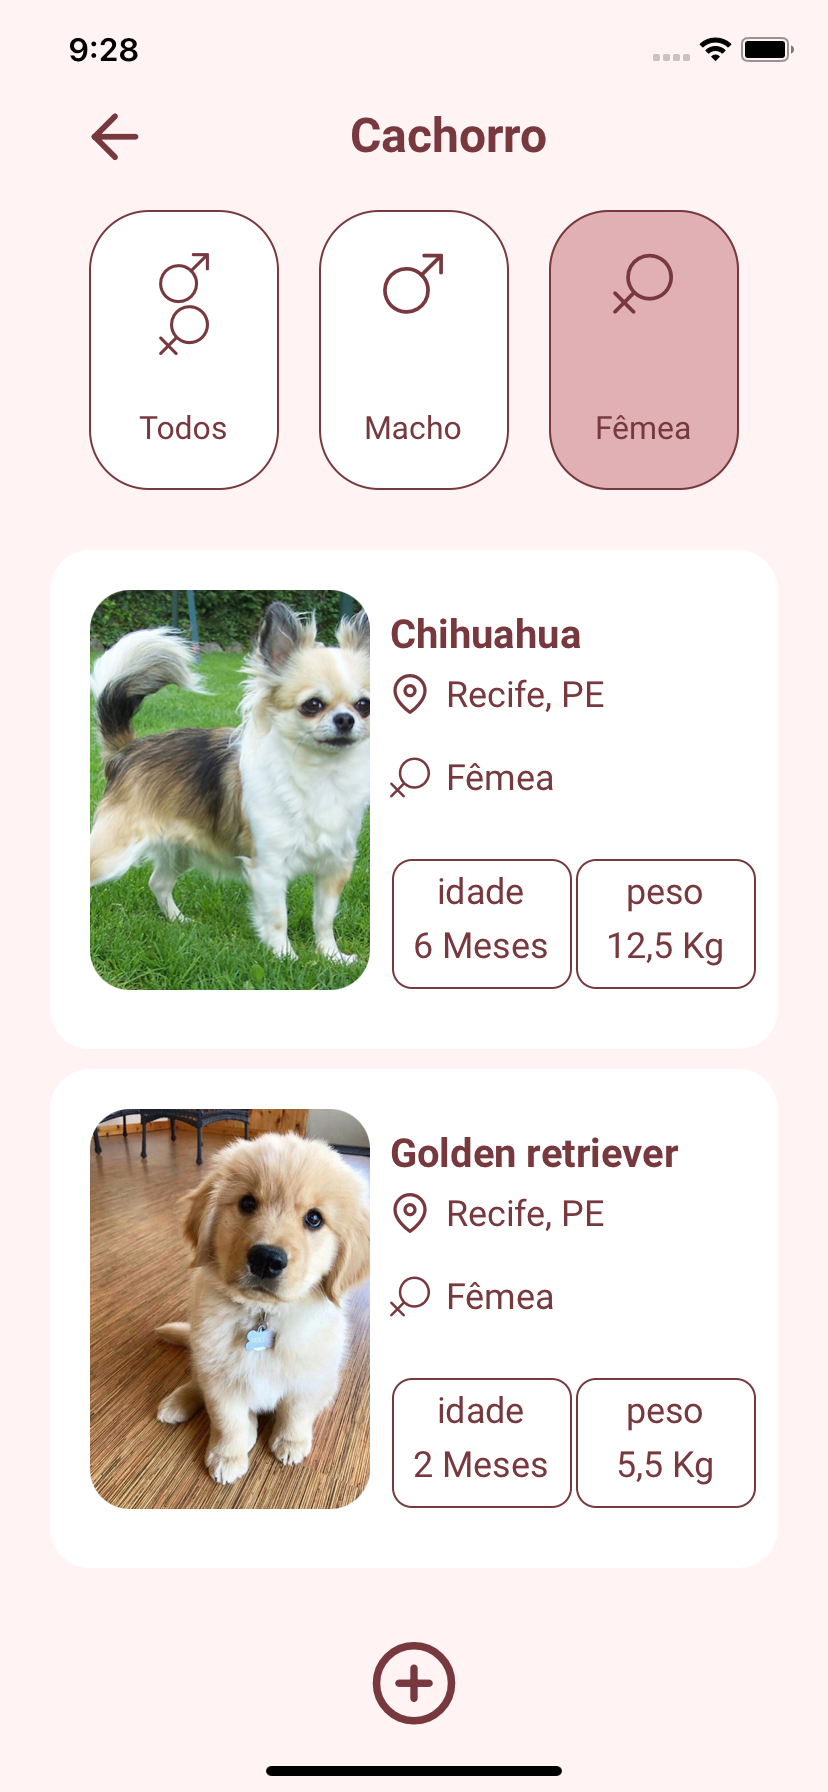 9:28
Cachorro
Todos
Macho
Fêmea
Chihuahua
Recife, PE
Fêmea
idade
6 Meses
peso
12,5 Kg
Golden retriever
Recife, PE
Fêmea
idade
2 Meses
peso
5,5 Kg